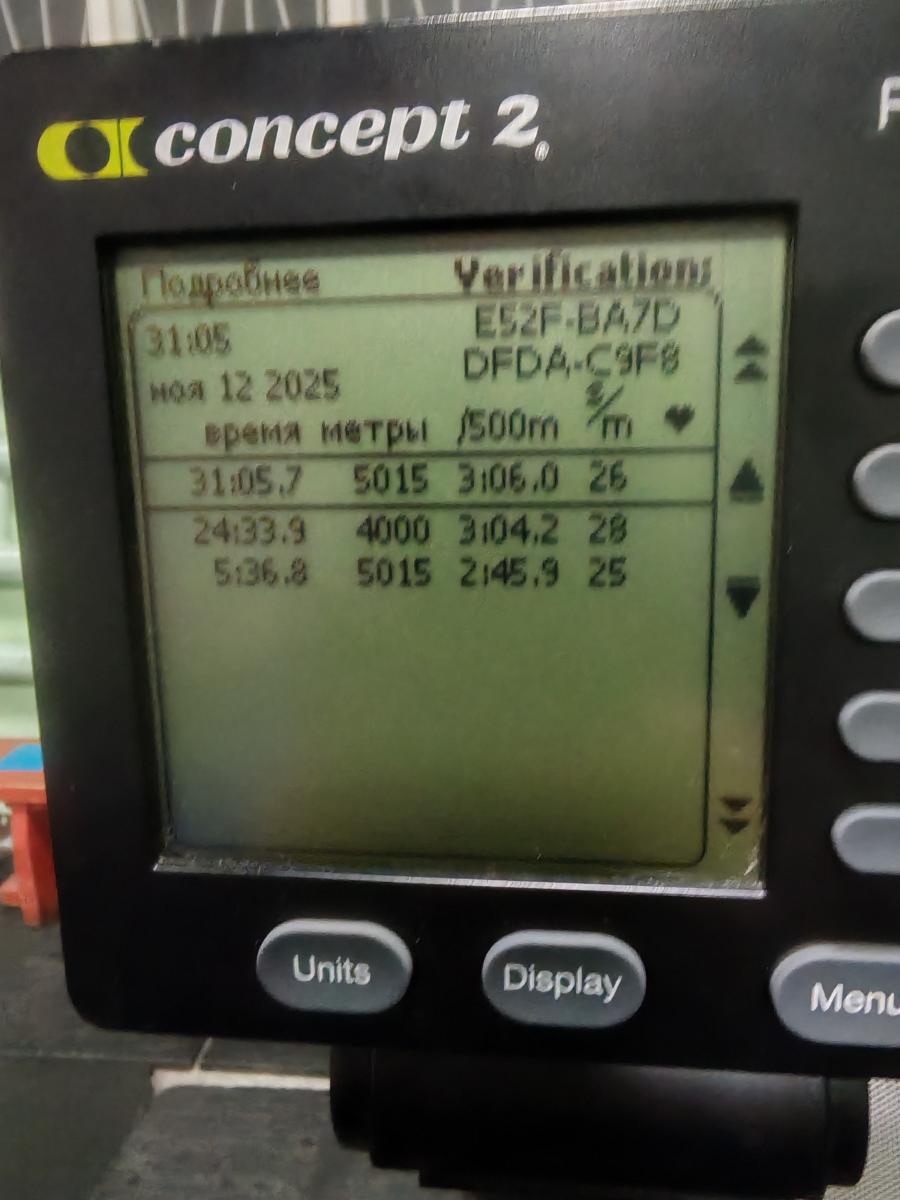 concept 2
Подробнее Verification:
31:05 E52F-BA7D
DFDA-C9F8
ноя 12 2025
время метры /500m s/m ♥
31:05.7 5015 3:06.0 26
24:33.9 4000 3:04.2 28
5:36.8 5015 2:45.9 25
Units Display Menu